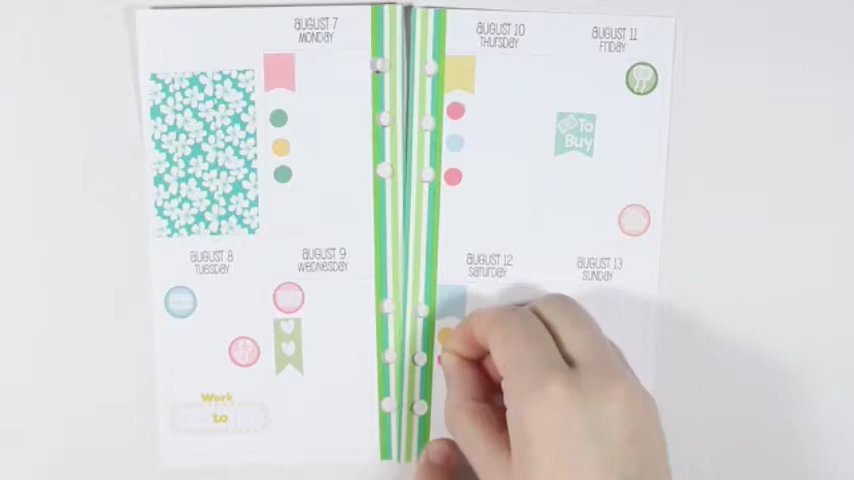 AUGUST 7
MONDAY
AUGUST 10
THURSDAY
AUGUST 11
FRIDAY
To
Buy
AUGUST 8
TUESDAY
AUGUST 9
WEDNESDAY
AUGUST 12
SATURDAY
AUGUST 13
SUNDAY
Work
to